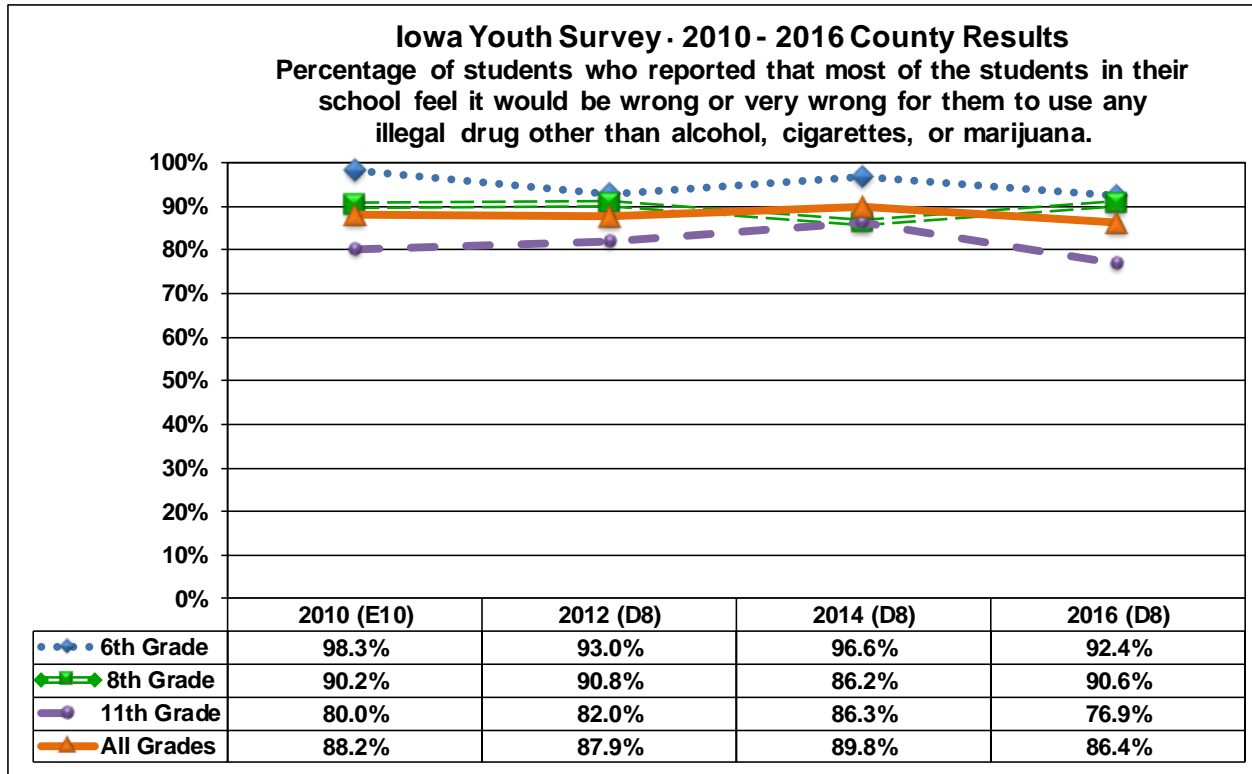 Iowa Youth Survey · 2010 - 2016 County Results
Percentage of students who reported that most of the students in their
school feel it would be wrong or very wrong for them to use any
illegal drug other than alcohol, cigarettes, or marijuana.
100%
90%
80%
70%
60%
50%
40%
30%
20%
10%
0%
2010 (E10) 2012 (D8) 2014 (D8) 2016 (D8)
6th Grade 98.3% 93.0% 96.6% 92.4%
8th Grade 90.2% 90.8% 86.2% 90.6%
11th Grade 80.0% 82.0% 86.3% 76.9%
All Grades 88.2% 87.9% 89.8% 86.4%